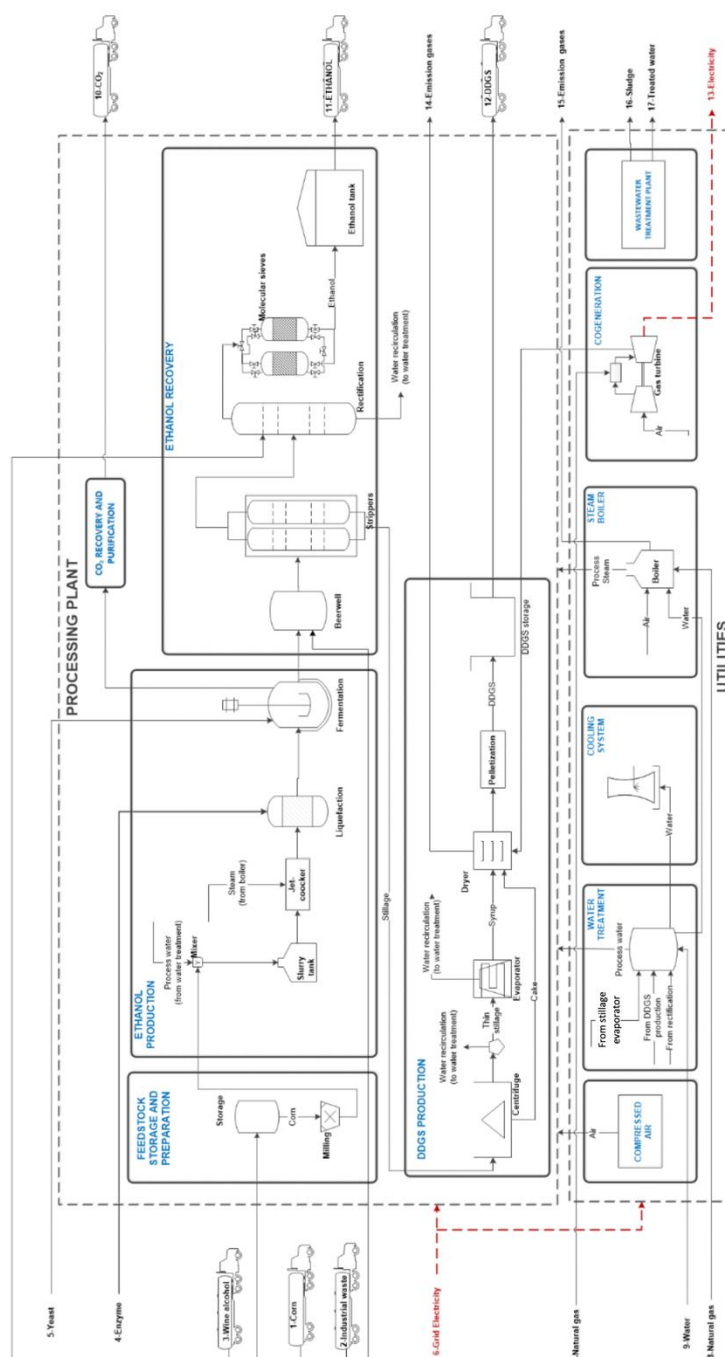 10-CO₂
11-ETHANOL
14-Emission gases
12-DDGS
15-Emission gases
16-Sludge
17-Treated water
13-Electricity
PROCESSING PLANT
CO₂ RECOVERY AND
PURIFICATION
ETHANOL RECOVERY
Ethanol tank
Ethanol
Molecular sieves
Rectification
Water recirculation
(to water treatment)
Strippers
Beerwell
ETHANOL
PRODUCTION
Fermentation
Liquefaction
Steam
(from boiler)
Jet-
coocker
Process water
(from water treatment)
Mixer
Slurry
tank
Stillage
FEEDSTOCK
STORAGE AND
PREPARATION
Storage
Corn
Milling
DDGS PRODUCTION
DDGS storage
DDGS
Pelletization
Dryer
Syrup
Water recirculation
(to water treatment)
Evaporator
Cake
Thin
stillage
Water recirculation
(to water treatment)
Centrifuge
UTILITIES
WASTEWATER
TREATMENT PLANT
COGENERATION
Gas turbine
Air
STEAM
BOILER
Process
Steam
Boiler
Air
Water
COOLING
SYSTEM
Water
WATER
TREATMENT
Process water
From stillage
evaporator
From DDGS
production
From rectification
COMPRESSED
AIR
Air
5-Yeast
4-Enzyme
3-Wine alcohol
1-Corn
2-Industrial waste
6-Grid Electricity
Natural gas
9-Water
Natural gas